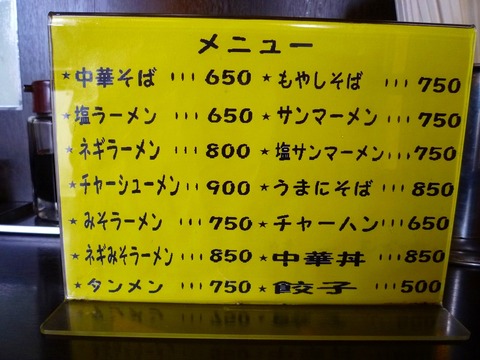 メニュー
★中華そば ･･･ 650 ★もやしそば ･･･ 750
★塩ラーメン ･･･ 650 ★サンマーメン ･･･ 750
★ネギラーメン ･･･ 800 ★塩サンマーメン ･･･ 750
★チャーシューメン ･･･ 900 ★うまにそば ･･･ 850
★みそラーメン ･･･ 750 ★チャーハン ･･･ 650
★ネギみそラーメン ･･･ 850 ★中華丼 ･･･ 850
★タンメン ･･･ 750 ★餃子 ･･･ 500